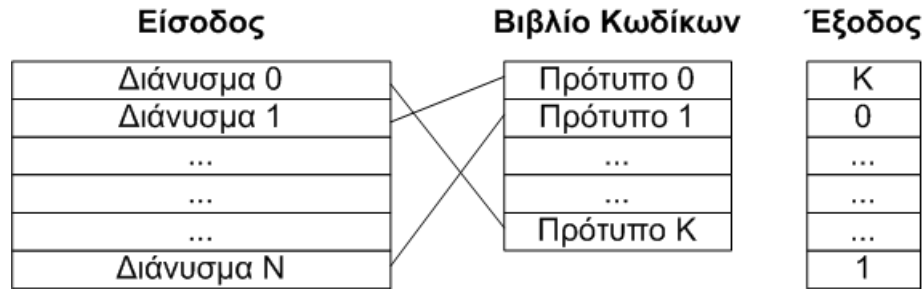 Είσοδος Βιβλίο Κωδίκων Έξοδος
Διάνυσμα 0 Πρότυπο 0 K
Διάνυσμα 1 Πρότυπο 1 0
... ... ...
... ... ...
... Πρότυπο K ...
Διάνυσμα N 1